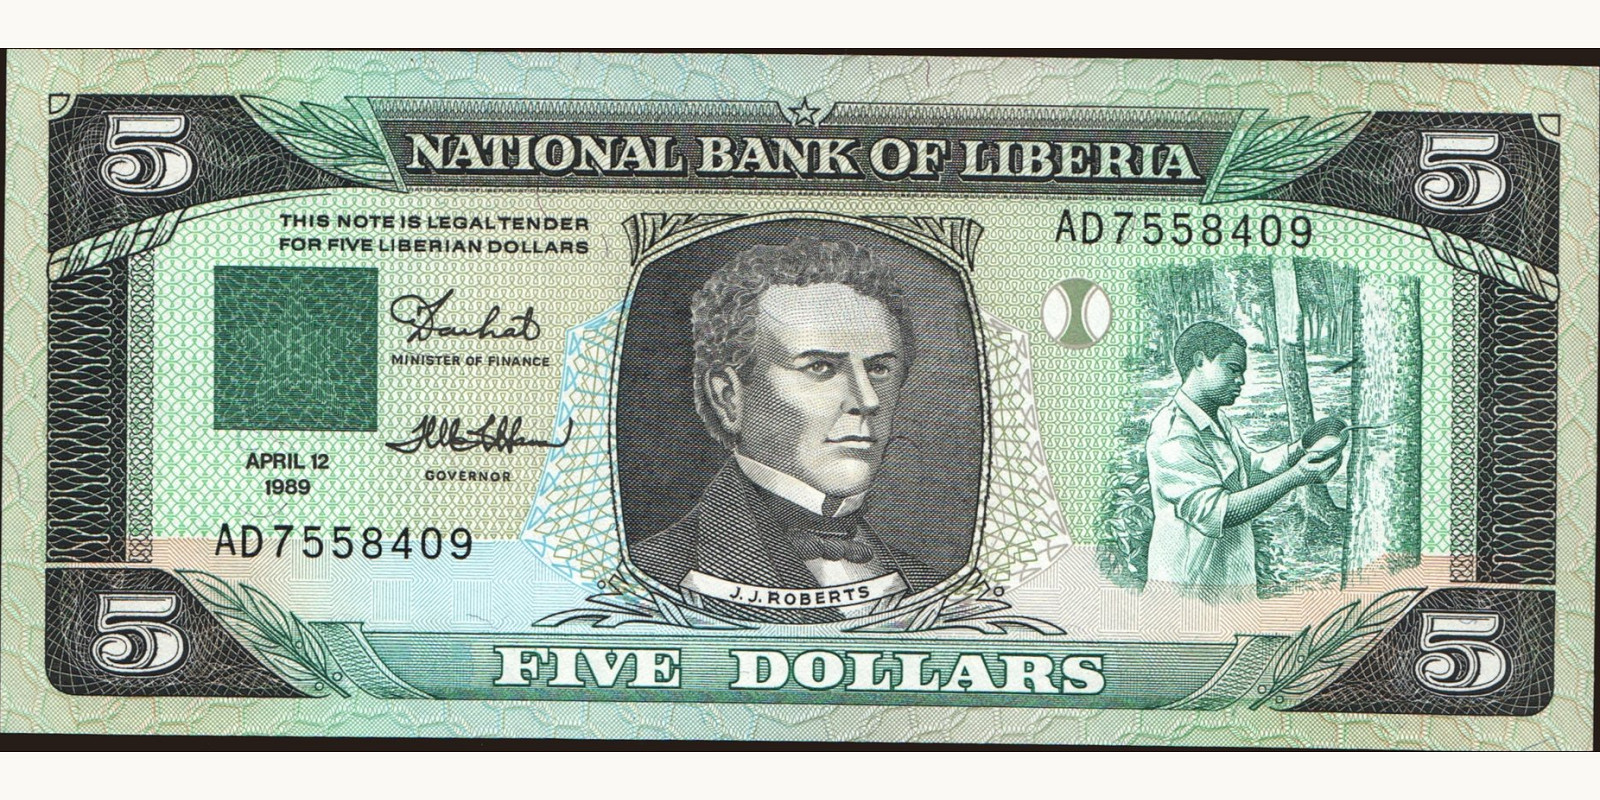 5 5
NATIONAL BANK OF LIBERIA
THIS NOTE IS LEGAL TENDER
FOR FIVE LIBERIAN DOLLARS
AD7558409
MINISTER OF FINANCE
GOVERNOR
APRIL 12
1989
AD7558409
J.J. ROBERTS
5 5
FIVE DOLLARS